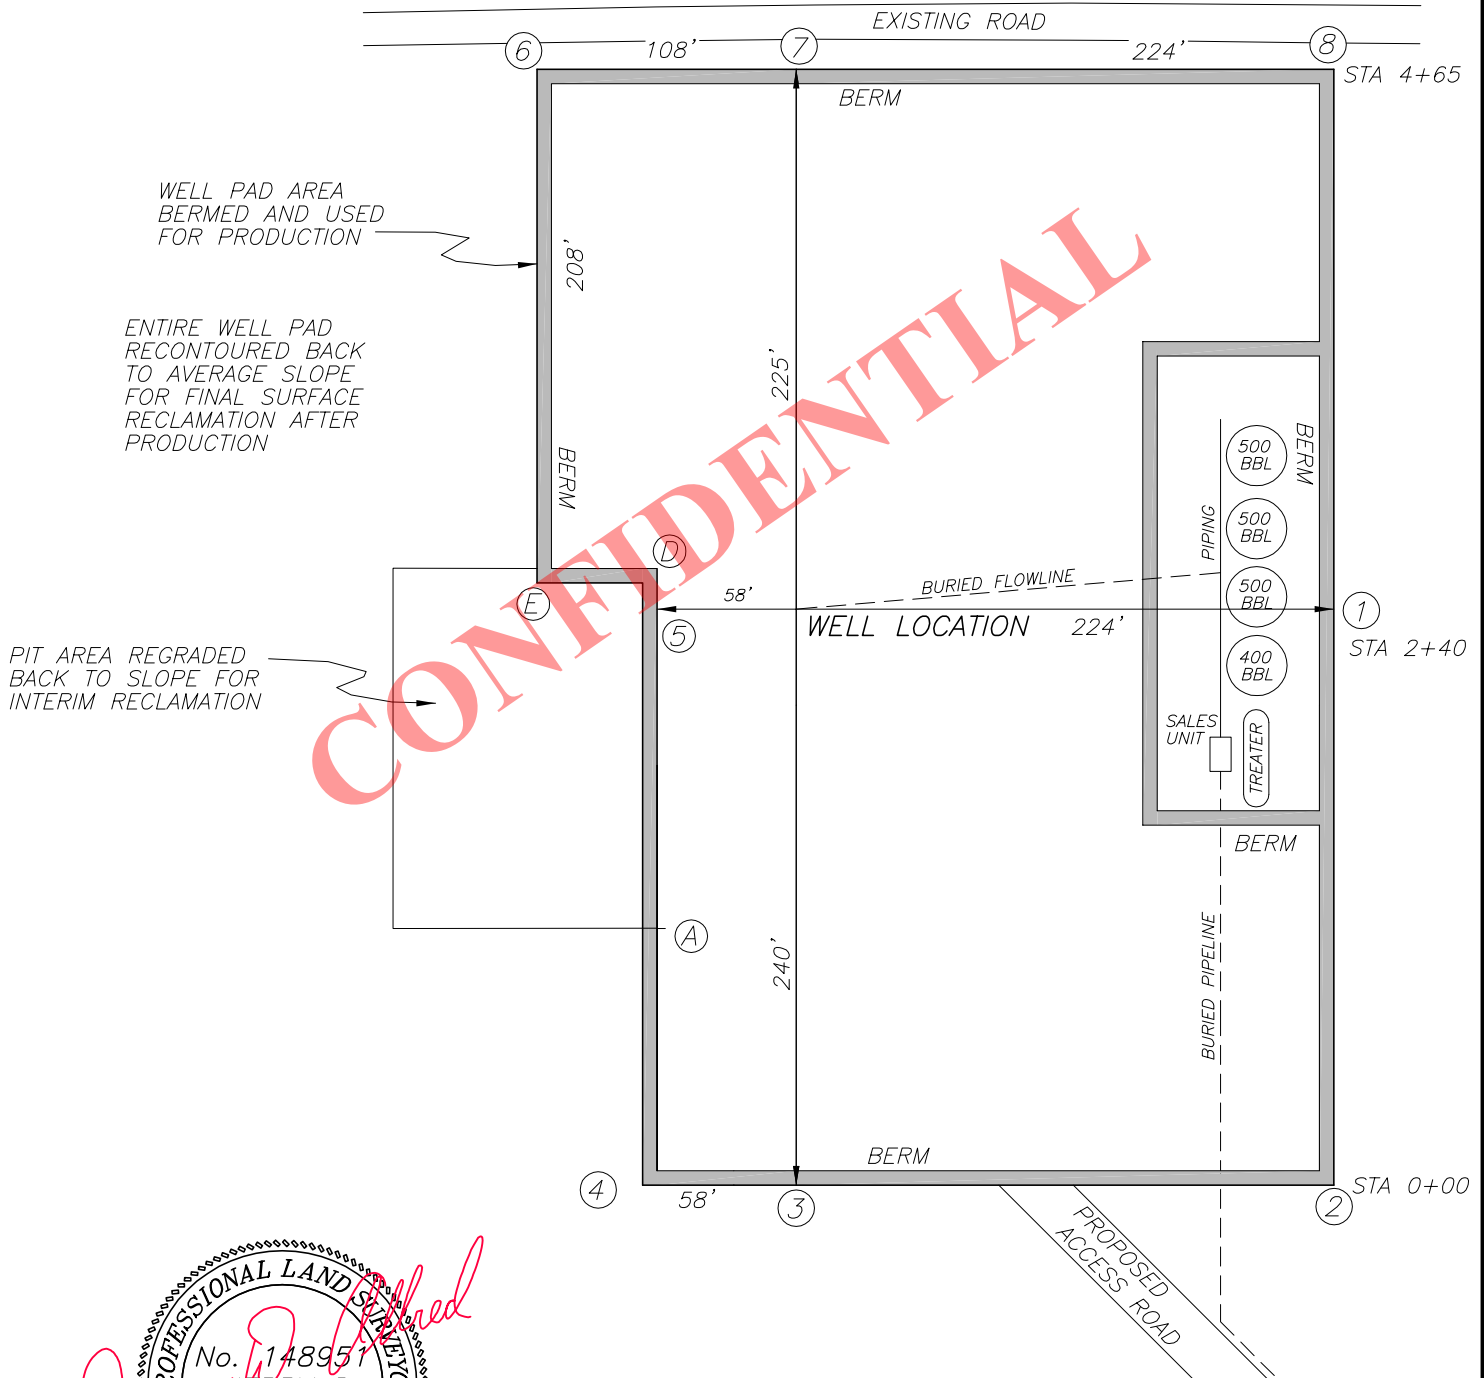 EXISTING ROAD
6
108'
7
224'
8
STA 4+65
BERM
WELL PAD AREA
BERMED AND USED
FOR PRODUCTION
208'
ENTIRE WELL PAD
RECONTOURED BACK
TO AVERAGE SLOPE
FOR FINAL SURFACE
RECLAMATION AFTER
PRODUCTION
225'
BERM
BERM
500
BBL
500
BBL
500
BBL
400
BBL
PIPING
D
E
58'
BURIED FLOWLINE
WELL LOCATION
224'
5
1
STA 2+40
PIT AREA REGRADED
BACK TO SLOPE FOR
INTERIM RECLAMATION
SALES
UNIT
TREATER
BERM
A
240'
BURIED PIPELINE
BERM
4
58'
3
2
STA 0+00
PROPOSED
ACCESS ROAD
CONFIDENTIAL
OFESSIONAL LAND SURVEYO
No. 148951